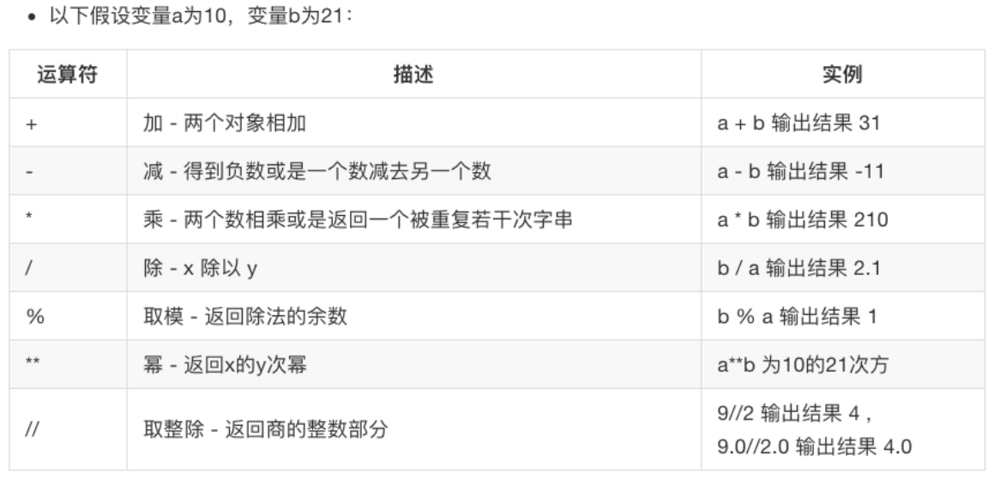 • 以下假设变量a为10，变量b为21：
运算符 描述 实例
+ 加 - 两个对象相加 a + b 输出结果 31
- 减 - 得到负数或是一个数减去另一个数 a - b 输出结果 -11
* 乘 - 两个数相乘或是返回一个被重复若干次字串 a * b 输出结果 210
/ 除 - x 除以 y b / a 输出结果 2.1
% 取模 - 返回除法的余数 b % a 输出结果 1
** 幂 - 返回x的y次幂 a**b 为10的21次方
// 取整除 - 返回商的整数部分 9//2 输出结果 4 ,
9.0//2.0 输出结果 4.0